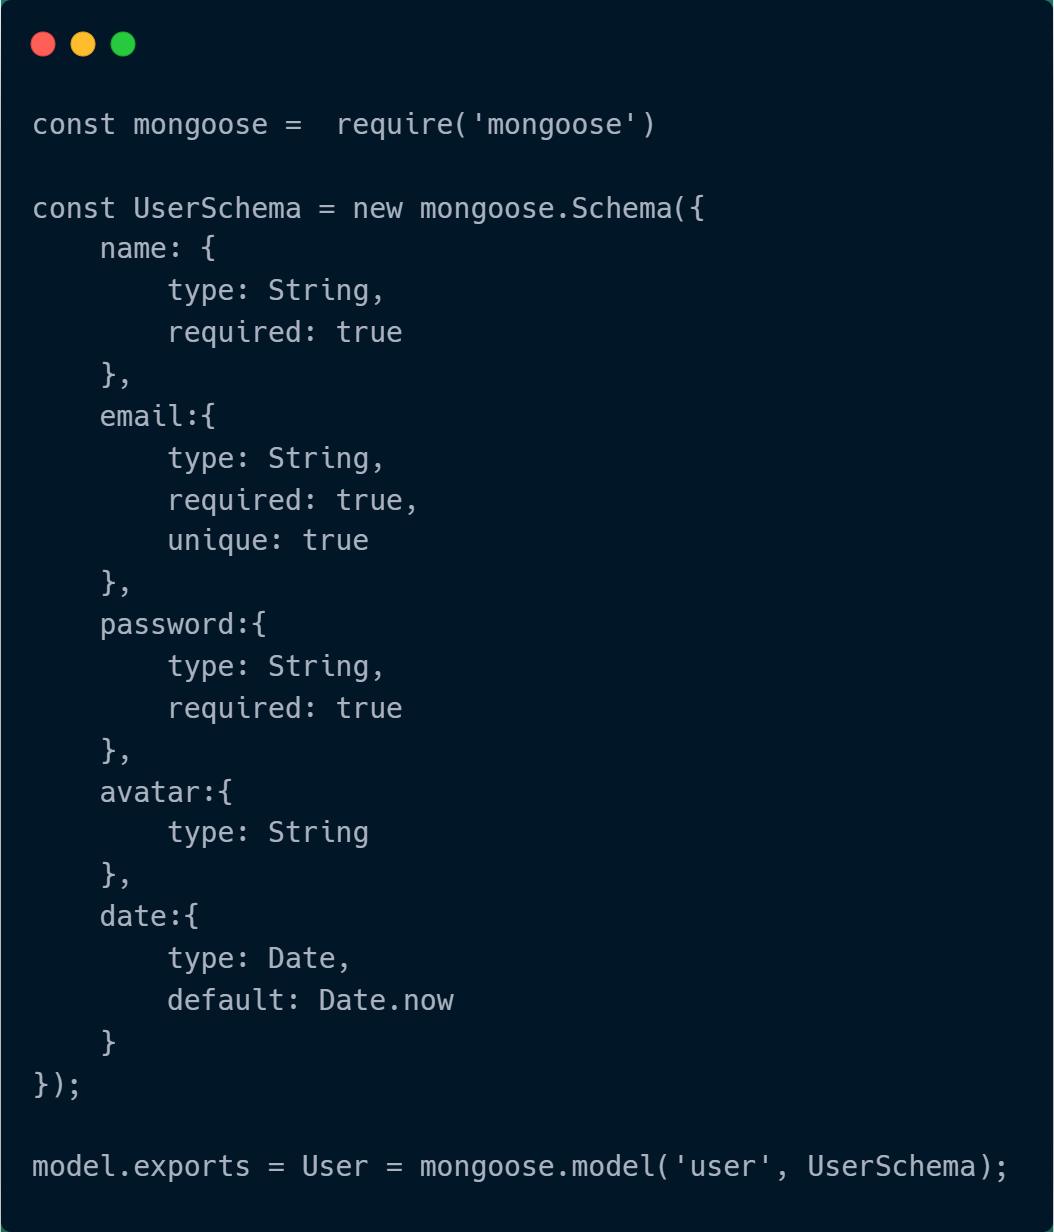 const mongoose =  require('mongoose')

const UserSchema = new mongoose.Schema({
    name: {
        type: String,
        required: true
    },
    email:{
        type: String,
        required: true,
        unique: true
    },
    password:{
        type: String,
        required: true
    },
    avatar:{
        type: String
    },
    date:{
        type: Date,
        default: Date.now
    }
});

model.exports = User = mongoose.model('user', UserSchema);